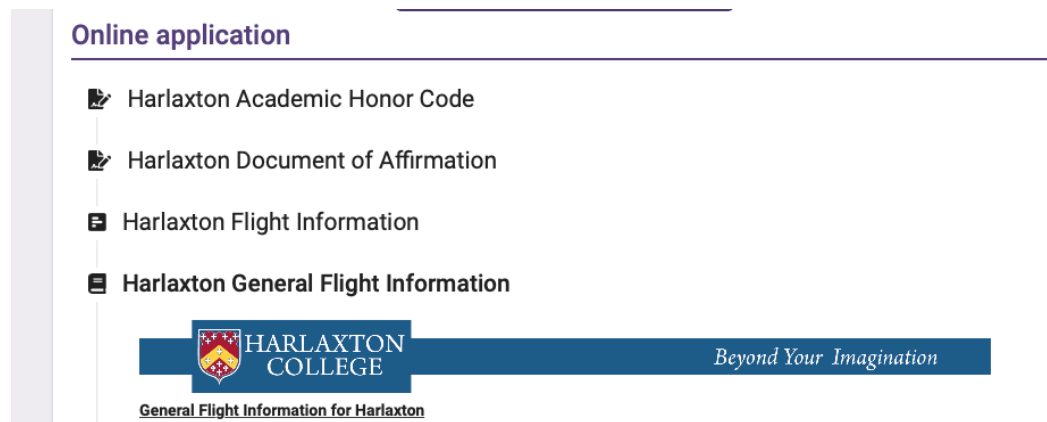 Online application
Harlaxton Academic Honor Code
Harlaxton Document of Affirmation
Harlaxton Flight Information
Harlaxton General Flight Information
HARLAXTON
COLLEGE
Beyond Your Imagination
General Flight Information for Harlaxton